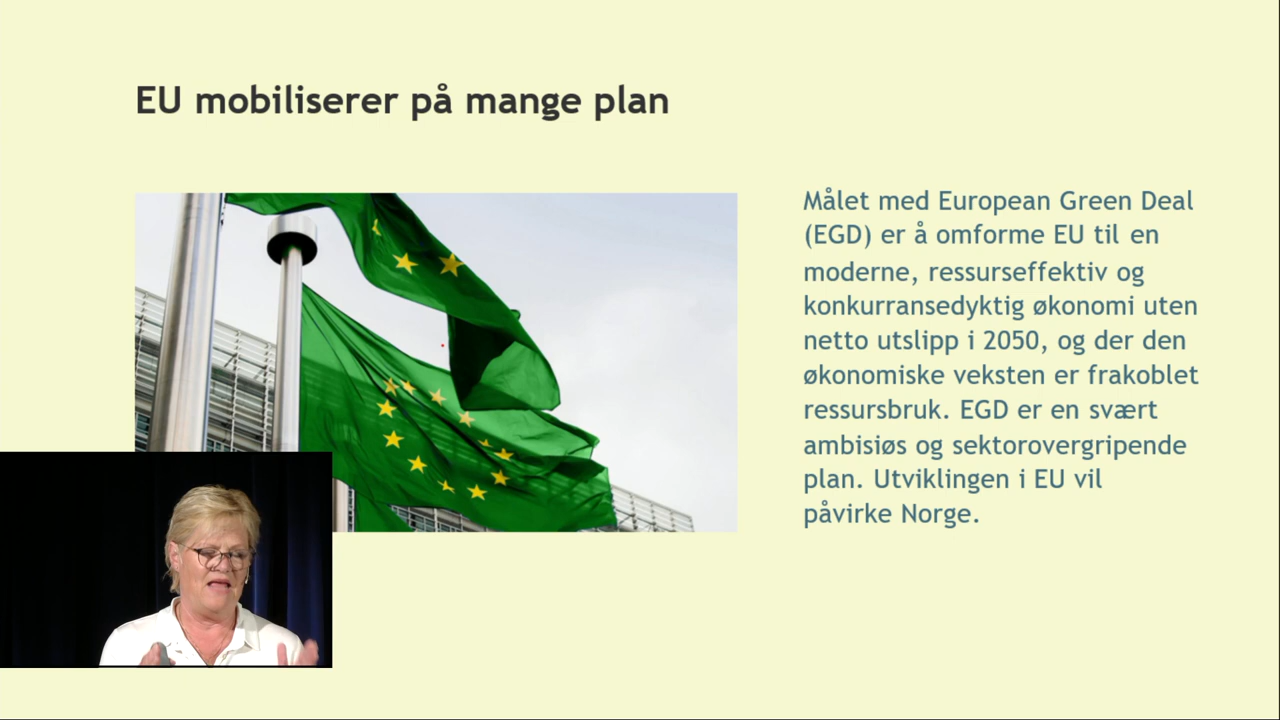 EU mobiliserer på mange plan
Målet med European Green Deal
(EGD) er å omforme EU til en
moderne, ressurseffektiv og
konkurransedyktig økonomi uten
netto utslipp i 2050, og der den
økonomiske veksten er frakoblet
ressursbruk. EGD er en svært
ambisiøs og sektorovergripende
plan. Utviklingen i EU vil
påvirke Norge.